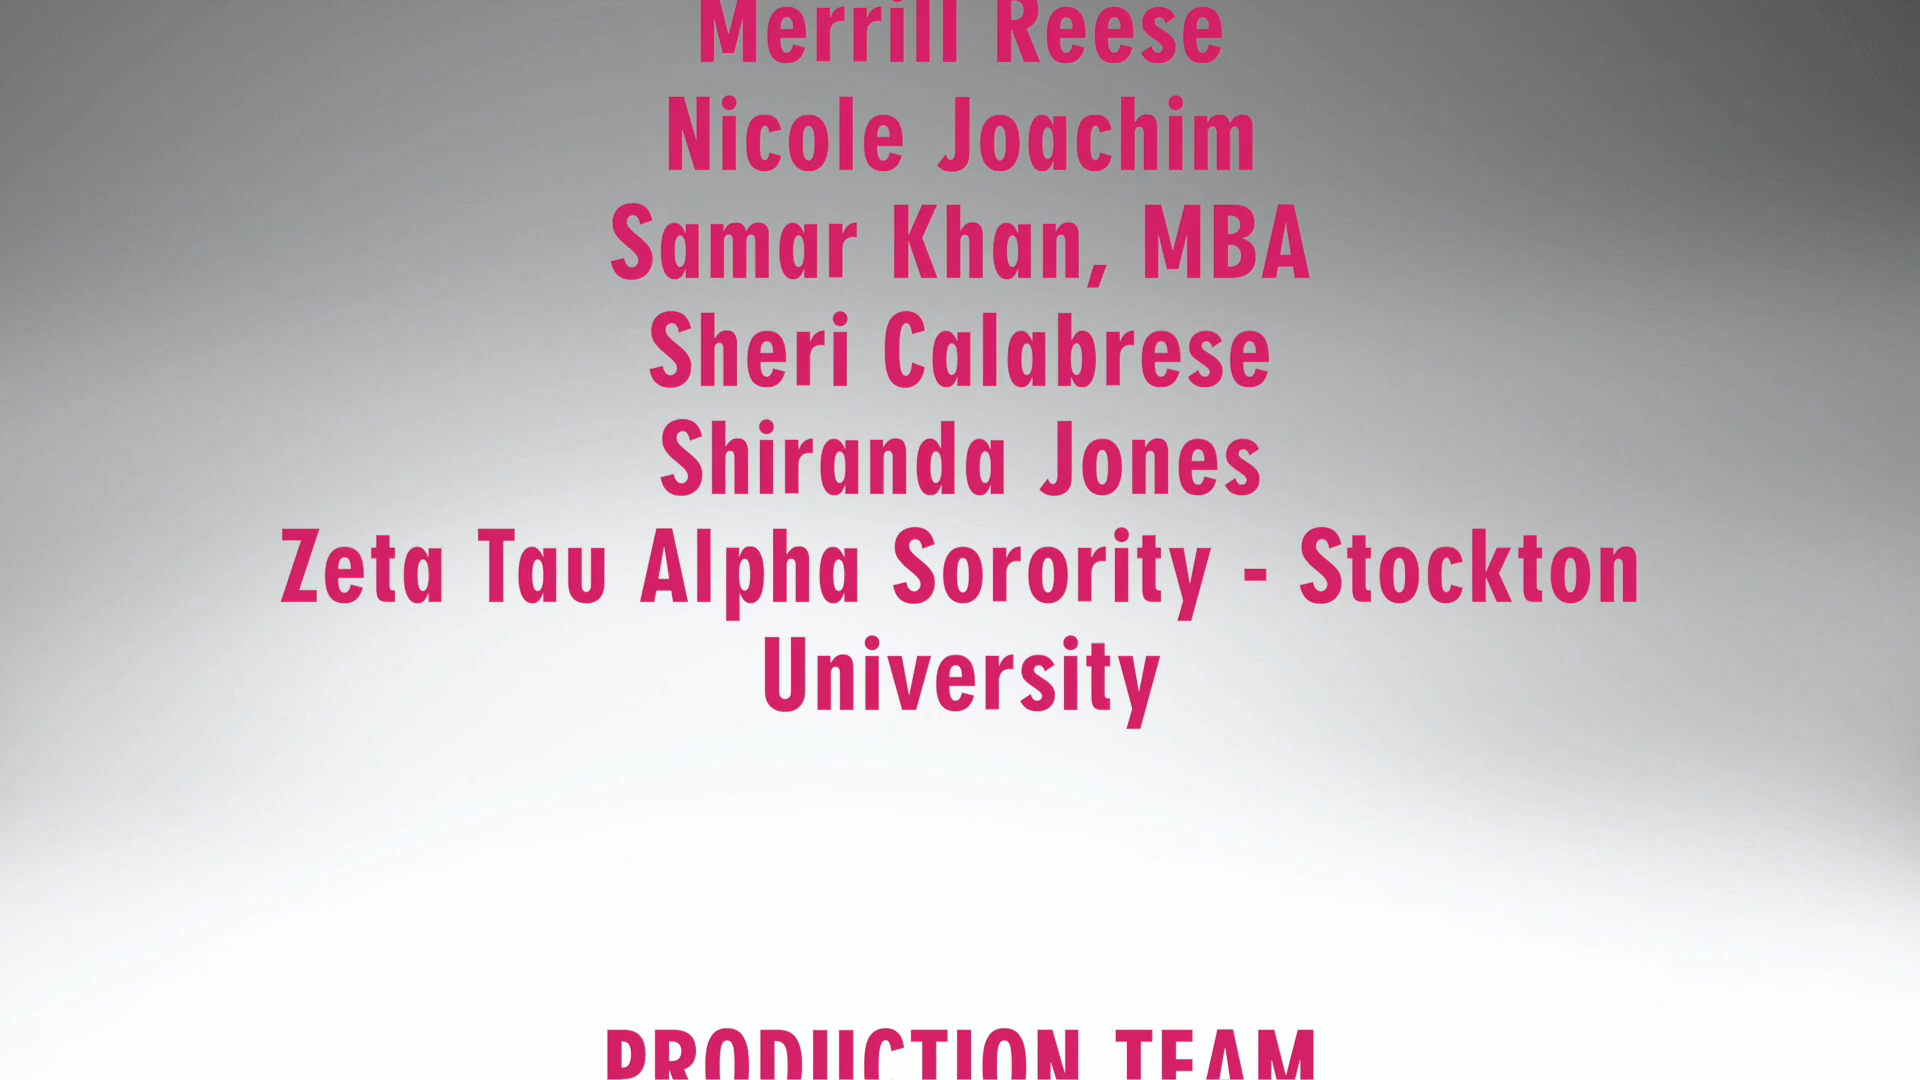 Merrill Reese
Nicole Joachim
Samar Khan, MBA
Sheri Calabrese
Shiranda Jones
Zeta Tau Alpha Sorority - Stockton
University
PRODUCTION TEAM